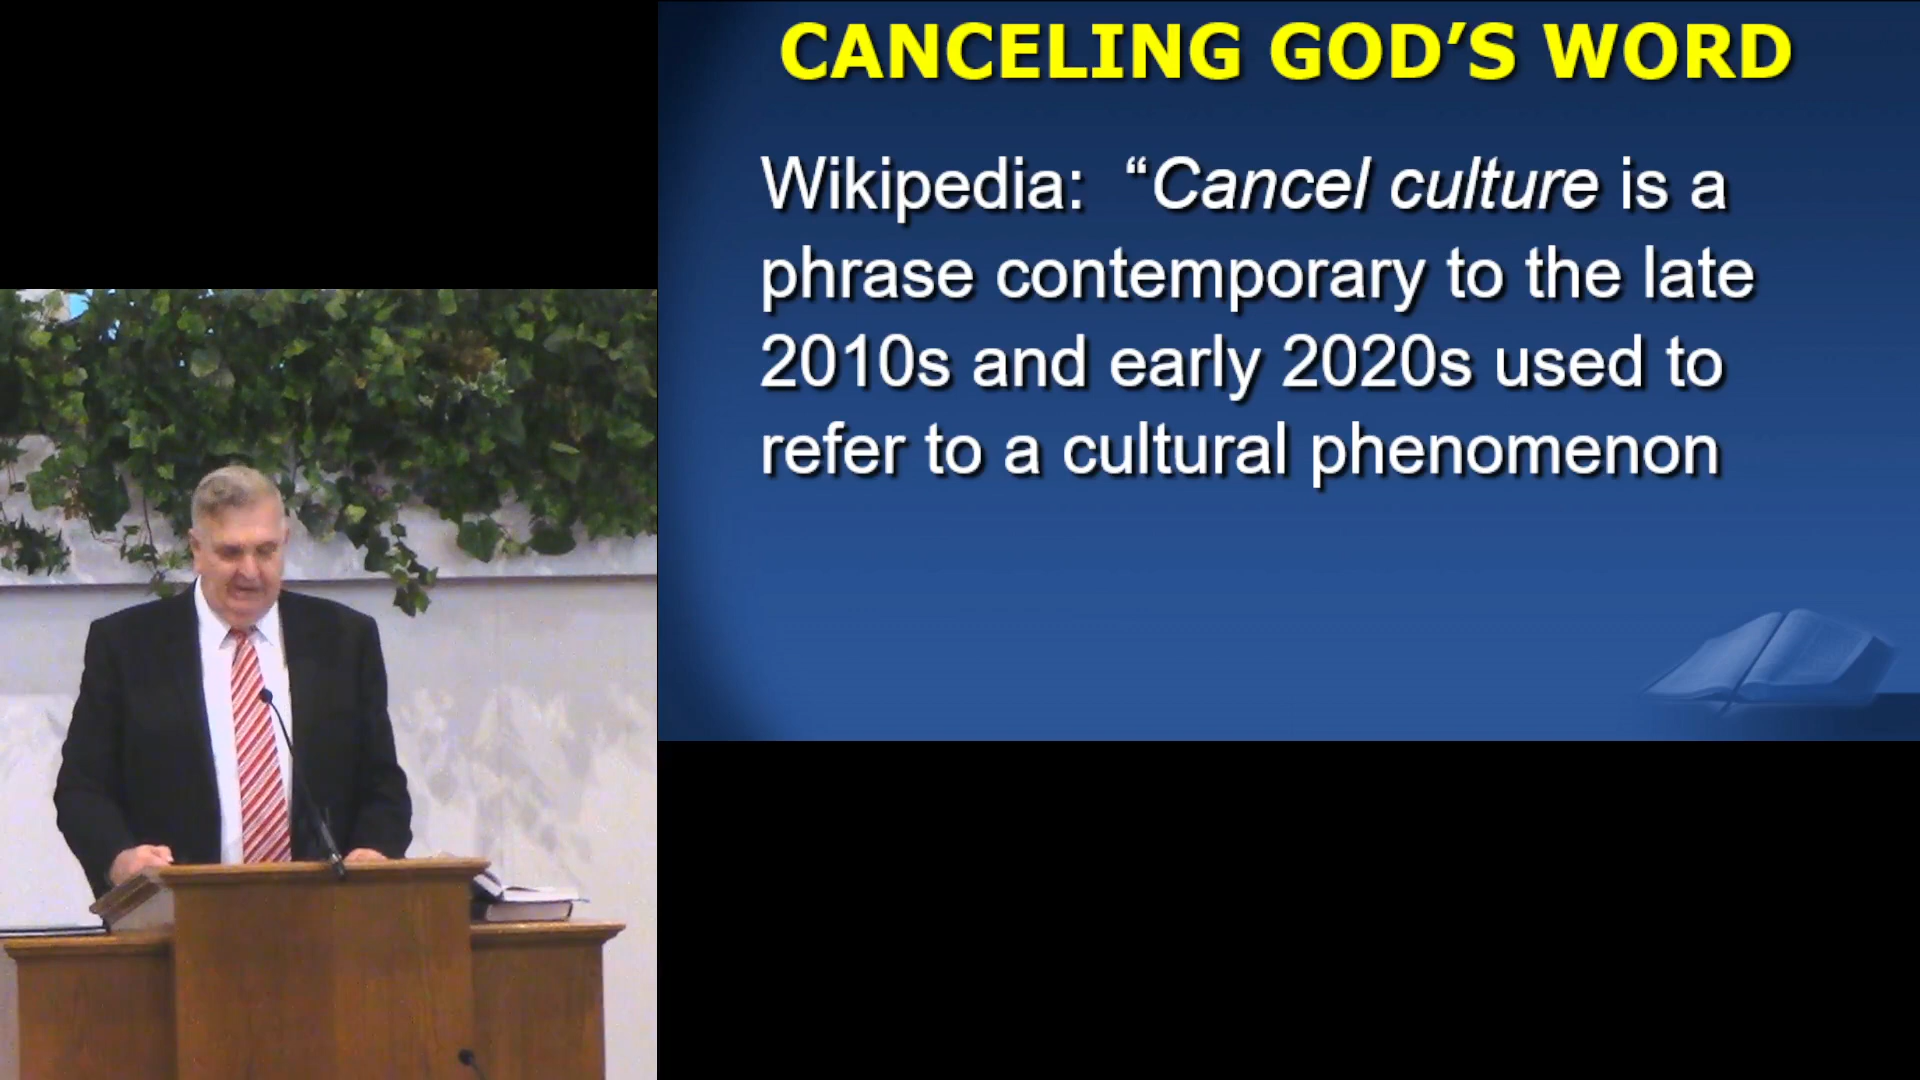 CANCELING GOD’S WORD
Wikipedia: “Cancel culture is a
phrase contemporary to the late
2010s and early 2020s used to
refer to a cultural phenomenon